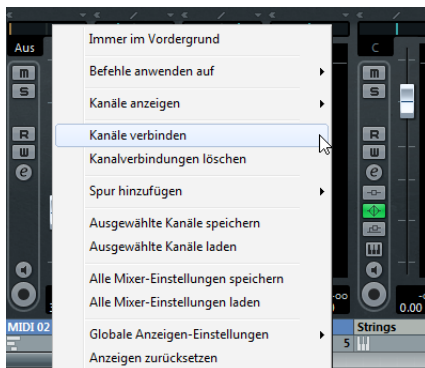 Aus
C
Immer im Vordergrund
Befehle anwenden auf
Kanäle anzeigen
Kanäle verbinden
Kanalverbindungen löschen
Spur hinzufügen
Ausgewählte Kanäle speichern
Ausgewählte Kanäle laden
Alle Mixer-Einstellungen speichern
Alle Mixer-Einstellungen laden
Globale Anzeigen-Einstellungen
Anzeigen zurücksetzen
m
S
R
W
e
m
S
R
W
e
-oo
0.00
MIDI 02
5 Strings